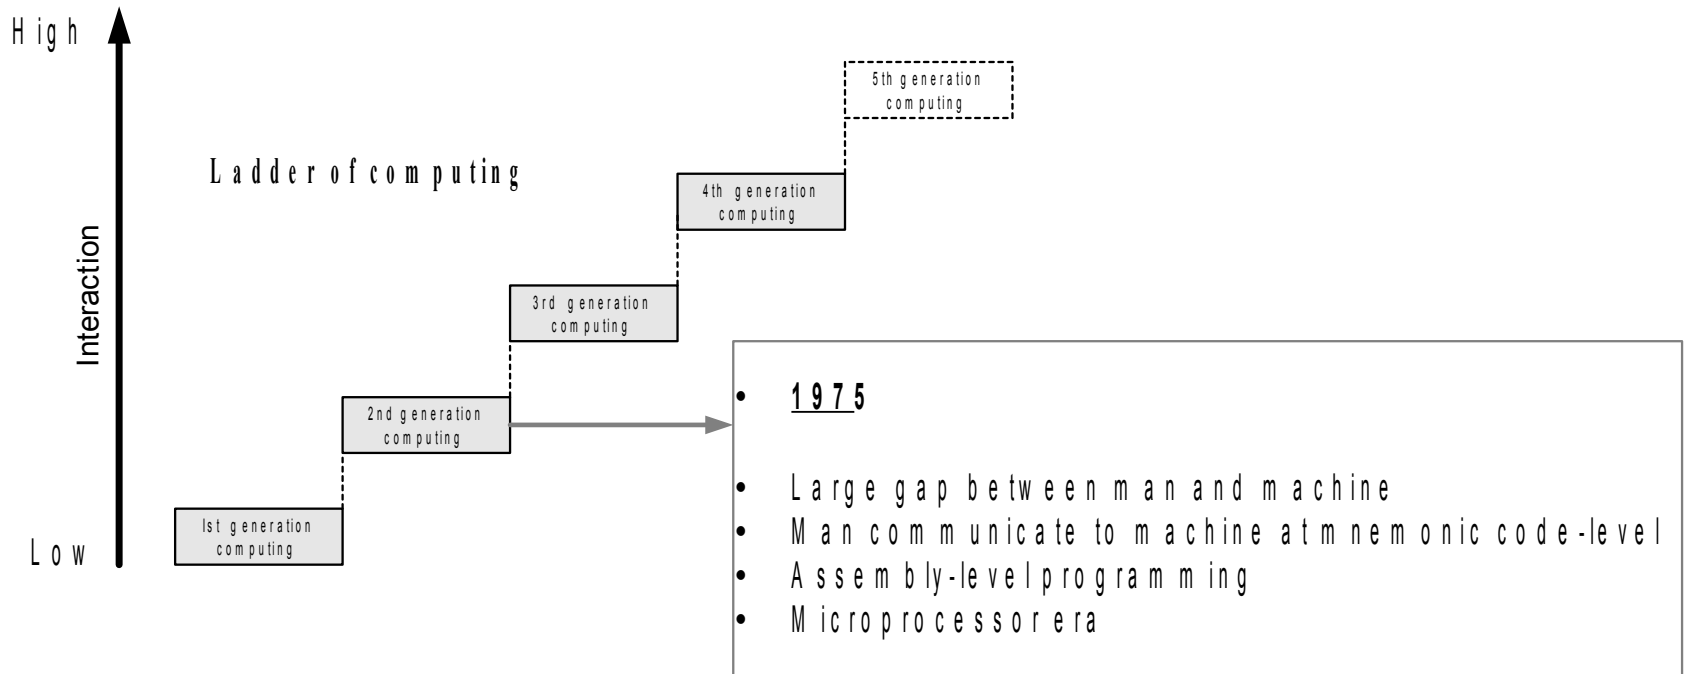 High
5th generation
computing
Ladder of computing
4th generation
computing
Interaction
3rd generation
computing
2nd generation
computing
Ist generation
computing
Low
• 1975
• Large gap between man and machine
• Man communicate to machine at mnemonic code-level
• Assembly-level programming
• Microprocessor era